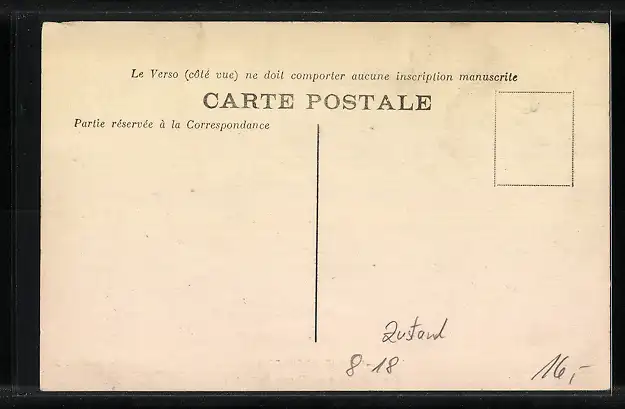 Le Verso (côté vue) ne doit comporter aucune inscription manuscrite
CARTE POSTALE
Partie réservée à la Correspondance
Zustand
8-18
16,-